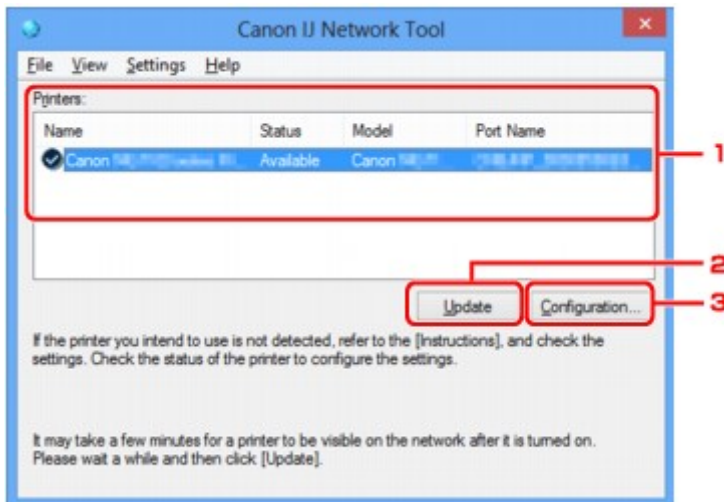 Canon IJ Network Tool
File View Settings Help
Printers:
Name Status Model Port Name
Canon Available Canon
1
2
Update Configuration...
3
If the printer you intend to use is not detected, refer to the [Instructions], and check the
settings. Check the status of the printer to configure the settings.
It may take a few minutes for a printer to be visible on the network after it is turned on.
Please wait a while and then click [Update].